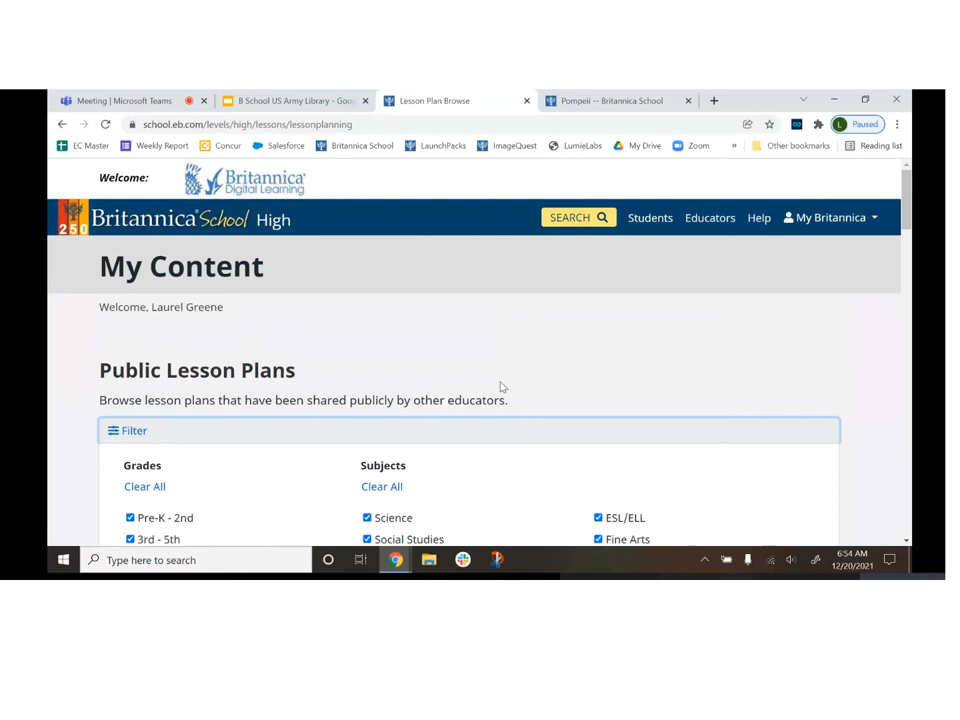 Meeting | Microsoft Teams
B School US Army Library - Goo
Lesson Plan Browse
Pompeii -- Britannica School
school.eb.com/levels/high/lessons/lessonplanning
L Paused
EC Master
Weekly Report
Concur
Salesforce
Britannica School
LaunchPacks
ImageQuest
LumieLabs
My Drive
Zoom
»
Other bookmarks
Reading list
Welcome:
Britannica
Digital Learning
250
Britannica School High
SEARCH
Students
Educators
Help
My Britannica
My Content
Welcome, Laurel Greene
Public Lesson Plans
Browse lesson plans that have been shared publicly by other educators.
Filter
Grades
Subjects
Clear All
Clear All
Pre-K - 2nd
Science
ESL/ELL
3rd - 5th
Social Studies
Fine Arts
Type here to search
6:54 AM
12/20/2021